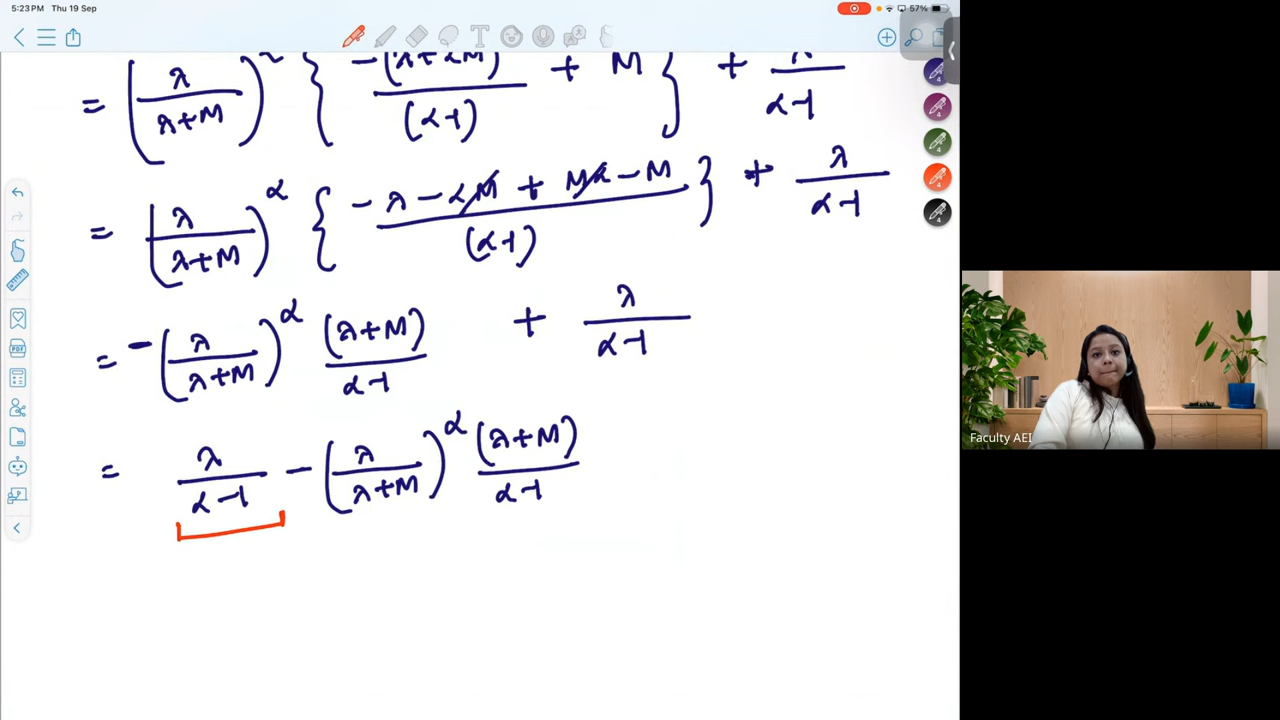 5:23PM Thu 19 Sep 57%
= (λ/(λ+M))^α { -(λ+αM)/(α-1) + M } + λ/(α-1)
= (λ/(λ+M))^α { (-λ - αM + Mα - M)/(α-1) } + λ/(α-1)
= -(λ/(λ+M))^α (λ+M)/(α-1) + λ/(α-1)
= λ/(α-1) - (λ/(λ+M))^α (λ+M)/(α-1)
Faculty AEI